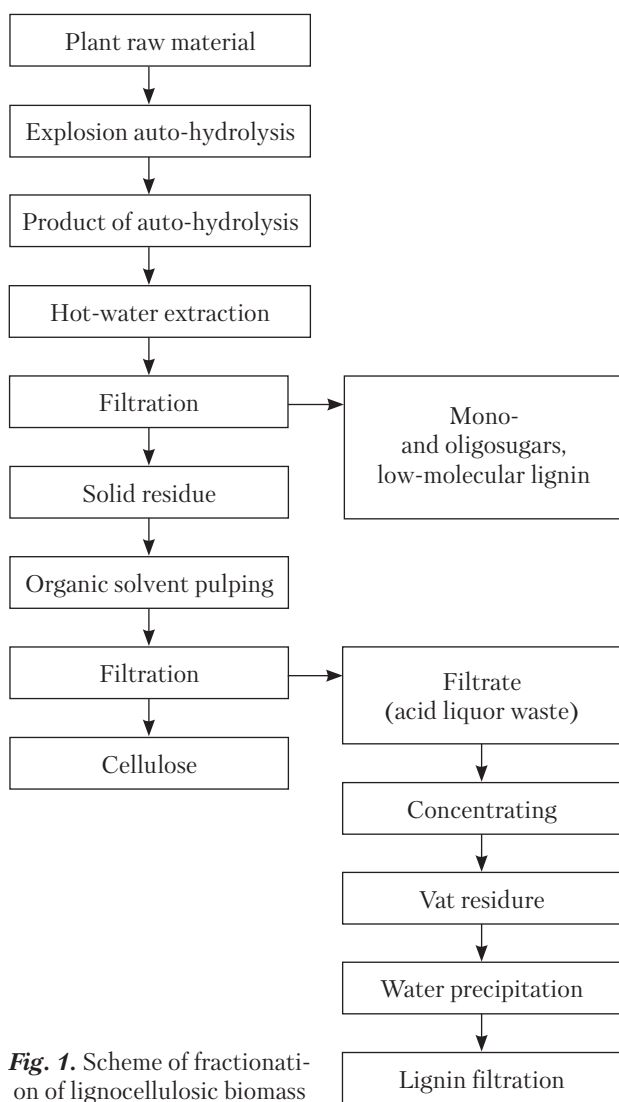 Plant raw material
Explosion auto-hydrolysis
Product of auto-hydrolysis
Hot-water extraction
Filtration
Mono-
and oligosugars,
low-molecular lignin
Solid residue
Organic solvent pulping
Filtration
Filtrate
(acid liquor waste)
Cellulose
Concentrating
Vat residure
Water precipitation
Lignin filtration
Fig. 1. Scheme of fractionati-
on of lignocellulosic biomass